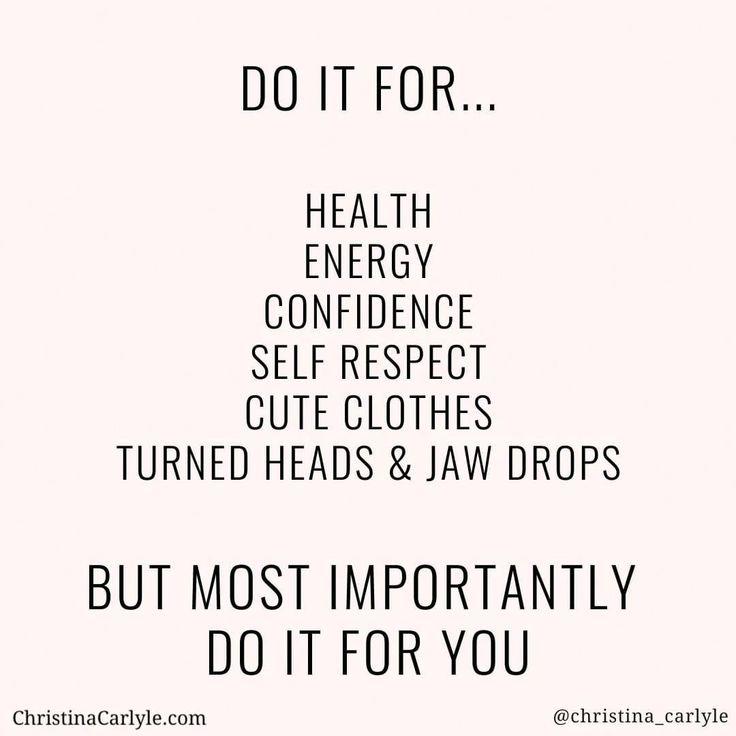 DO IT FOR...
HEALTH
ENERGY
CONFIDENCE
SELF RESPECT
CUTE CLOTHES
TURNED HEADS & JAW DROPS
BUT MOST IMPORTANTLY
DO IT FOR YOU
ChristinaCarlyle.com
@christina_carlyle